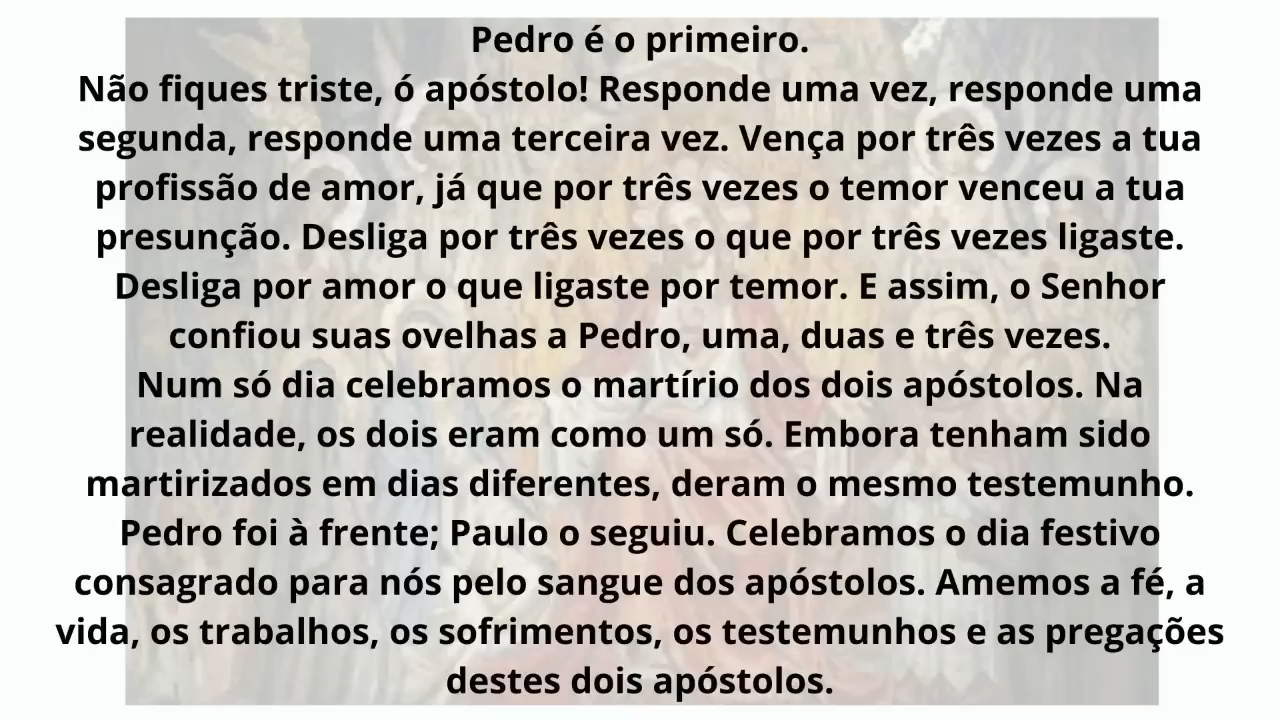 Pedro é o primeiro.
Não fiques triste, ó apóstolo! Responde uma vez, responde uma
segunda, responde uma terceira vez. Vença por três vezes a tua
profissão de amor, já que por três vezes o temor venceu a tua
presunção. Desliga por três vezes o que por três vezes ligaste.
Desliga por amor o que ligaste por temor. E assim, o Senhor
confiou suas ovelhas a Pedro, uma, duas e três vezes.
Num só dia celebramos o martírio dos dois apóstolos. Na
realidade, os dois eram como um só. Embora tenham sido
martirizados em dias diferentes, deram o mesmo testemunho.
Pedro foi à frente; Paulo o seguiu. Celebramos o dia festivo
consagrado para nós pelo sangue dos apóstolos. Amemos a fé, a
vida, os trabalhos, os sofrimentos, os testemunhos e as pregações
destes dois apóstolos.